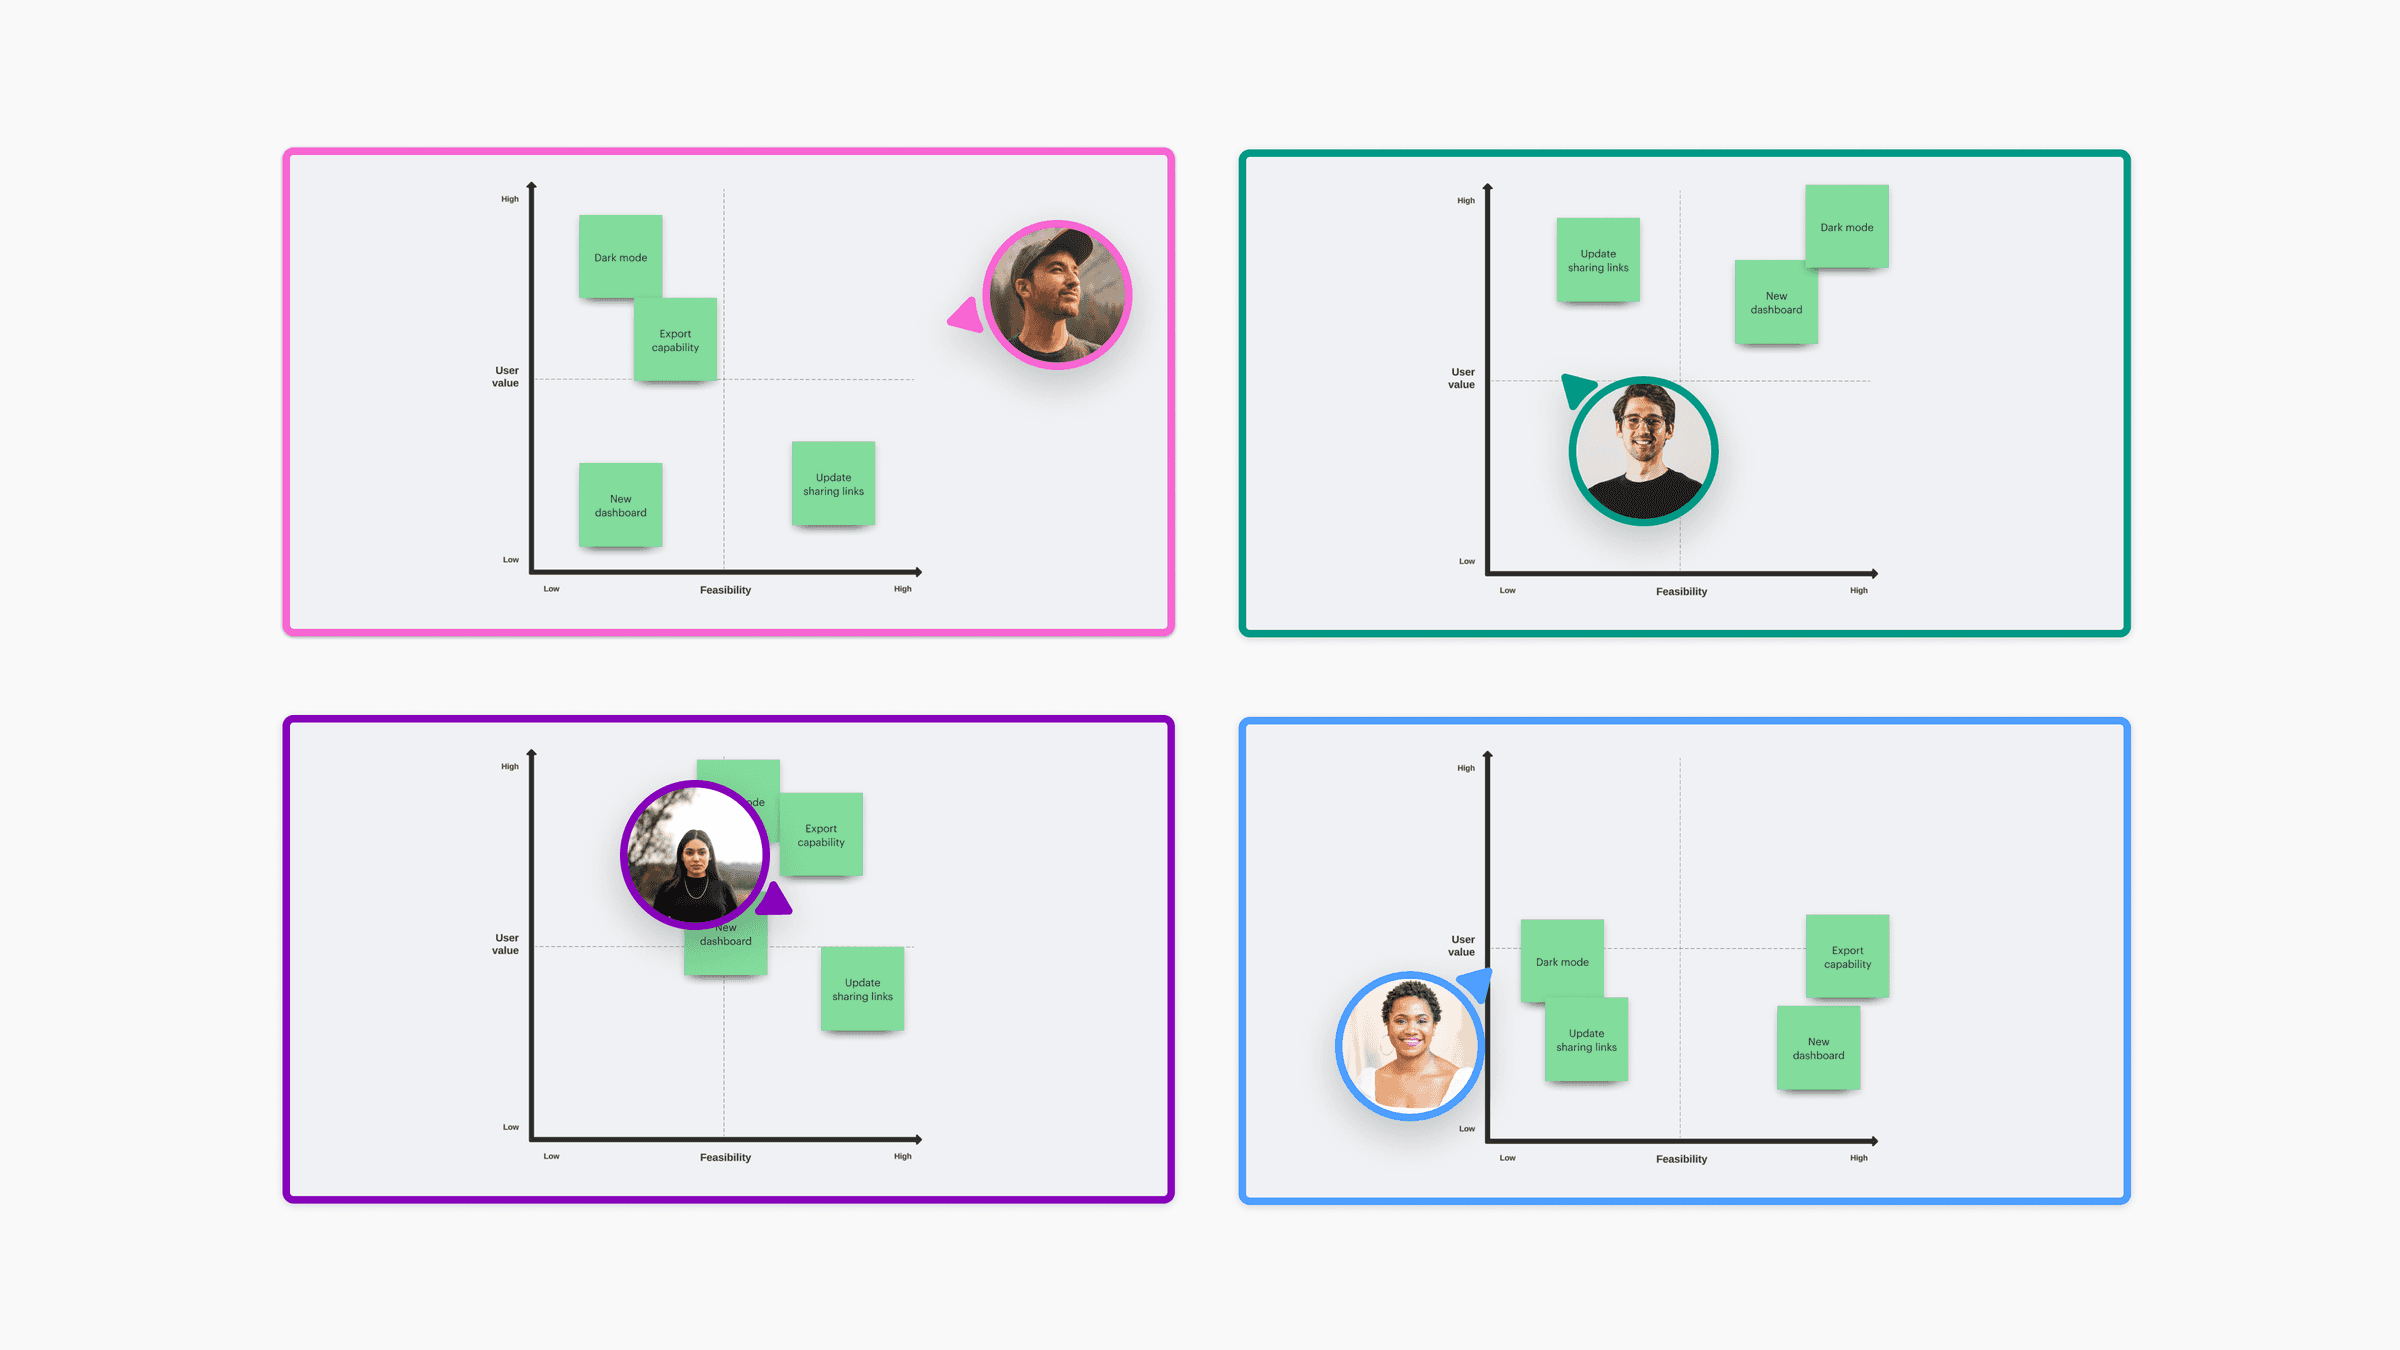 High
Dark mode
Export
capability
User
value
Update
sharing links
New
dashboard
Low
Low
Feasibility
High
High
Dark mode
Update
sharing links
New
dashboard
User
value
Low
Low
Feasibility
High
High
Export
capability
New
dashboard
User
value
Update
sharing links
Low
Low
Feasibility
High
High
User
value
Dark mode
Export
capability
Update
sharing links
New
dashboard
Low
Low
Feasibility
High